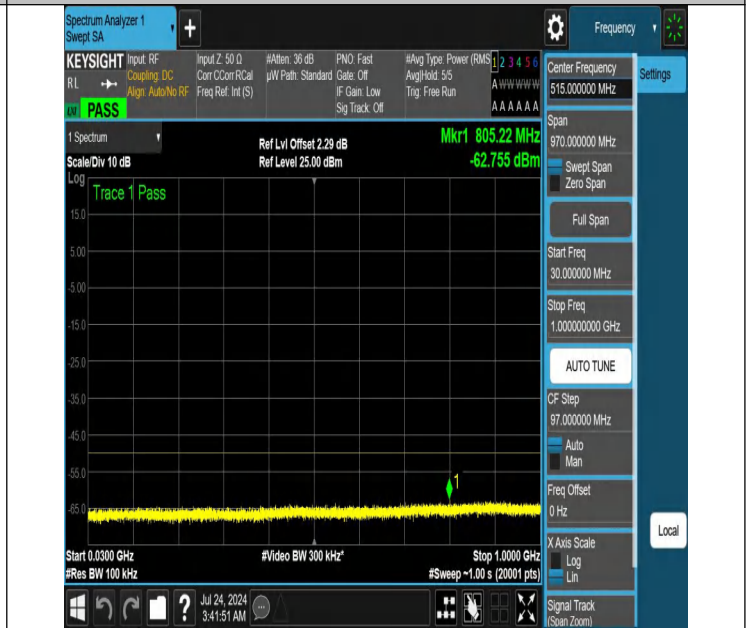 Spectrum Analyzer 1
Swept SA
+
Frequency
KEYSIGHT
RL
PASS
Input: RF
Coupling: DC
Align: Auto/No RF
Input Z: 50 Ω
Corr CCorr RCal
Freq Ref: Int (S)
#Atten: 36 dB
µW Path: Standard
PNO: Fast
Gate: Off
IF Gain: Low
Sig Track: Off
#Avg Type: Power (RMS
Avg|Hold: 5/5
Trig: Free Run
1 2 3 4 5 6
A W W W W W
A A A A A A
1 Spectrum
Scale/Div 10 dB
Log
Ref Lvl Offset 2.29 dB
Ref Level 25.00 dBm
Mkr1 805.22 MHz
-62.755 dBm
Trace 1 Pass
15.0
5.00
-5.00
-15.0
-25.0
-35.0
-45.0
-55.0
-65.0
1
Start 0.0300 GHz
#Res BW 100 kHz
#Video BW 300 kHz*
Stop 1.0000 GHz
#Sweep ~1.00 s (20001 pts)
?
Jul 24, 2024
3:41:51 AM
Center Frequency
515.000000 MHz
Settings
Span
970.000000 MHz
Swept Span
Zero Span
Full Span
Start Freq
30.000000 MHz
Stop Freq
1.000000000 GHz
AUTO TUNE
CF Step
97.000000 MHz
Auto
Man
Freq Offset
0 Hz
Local
X Axis Scale
Log
Lin
Signal Track
(Span Zoom)